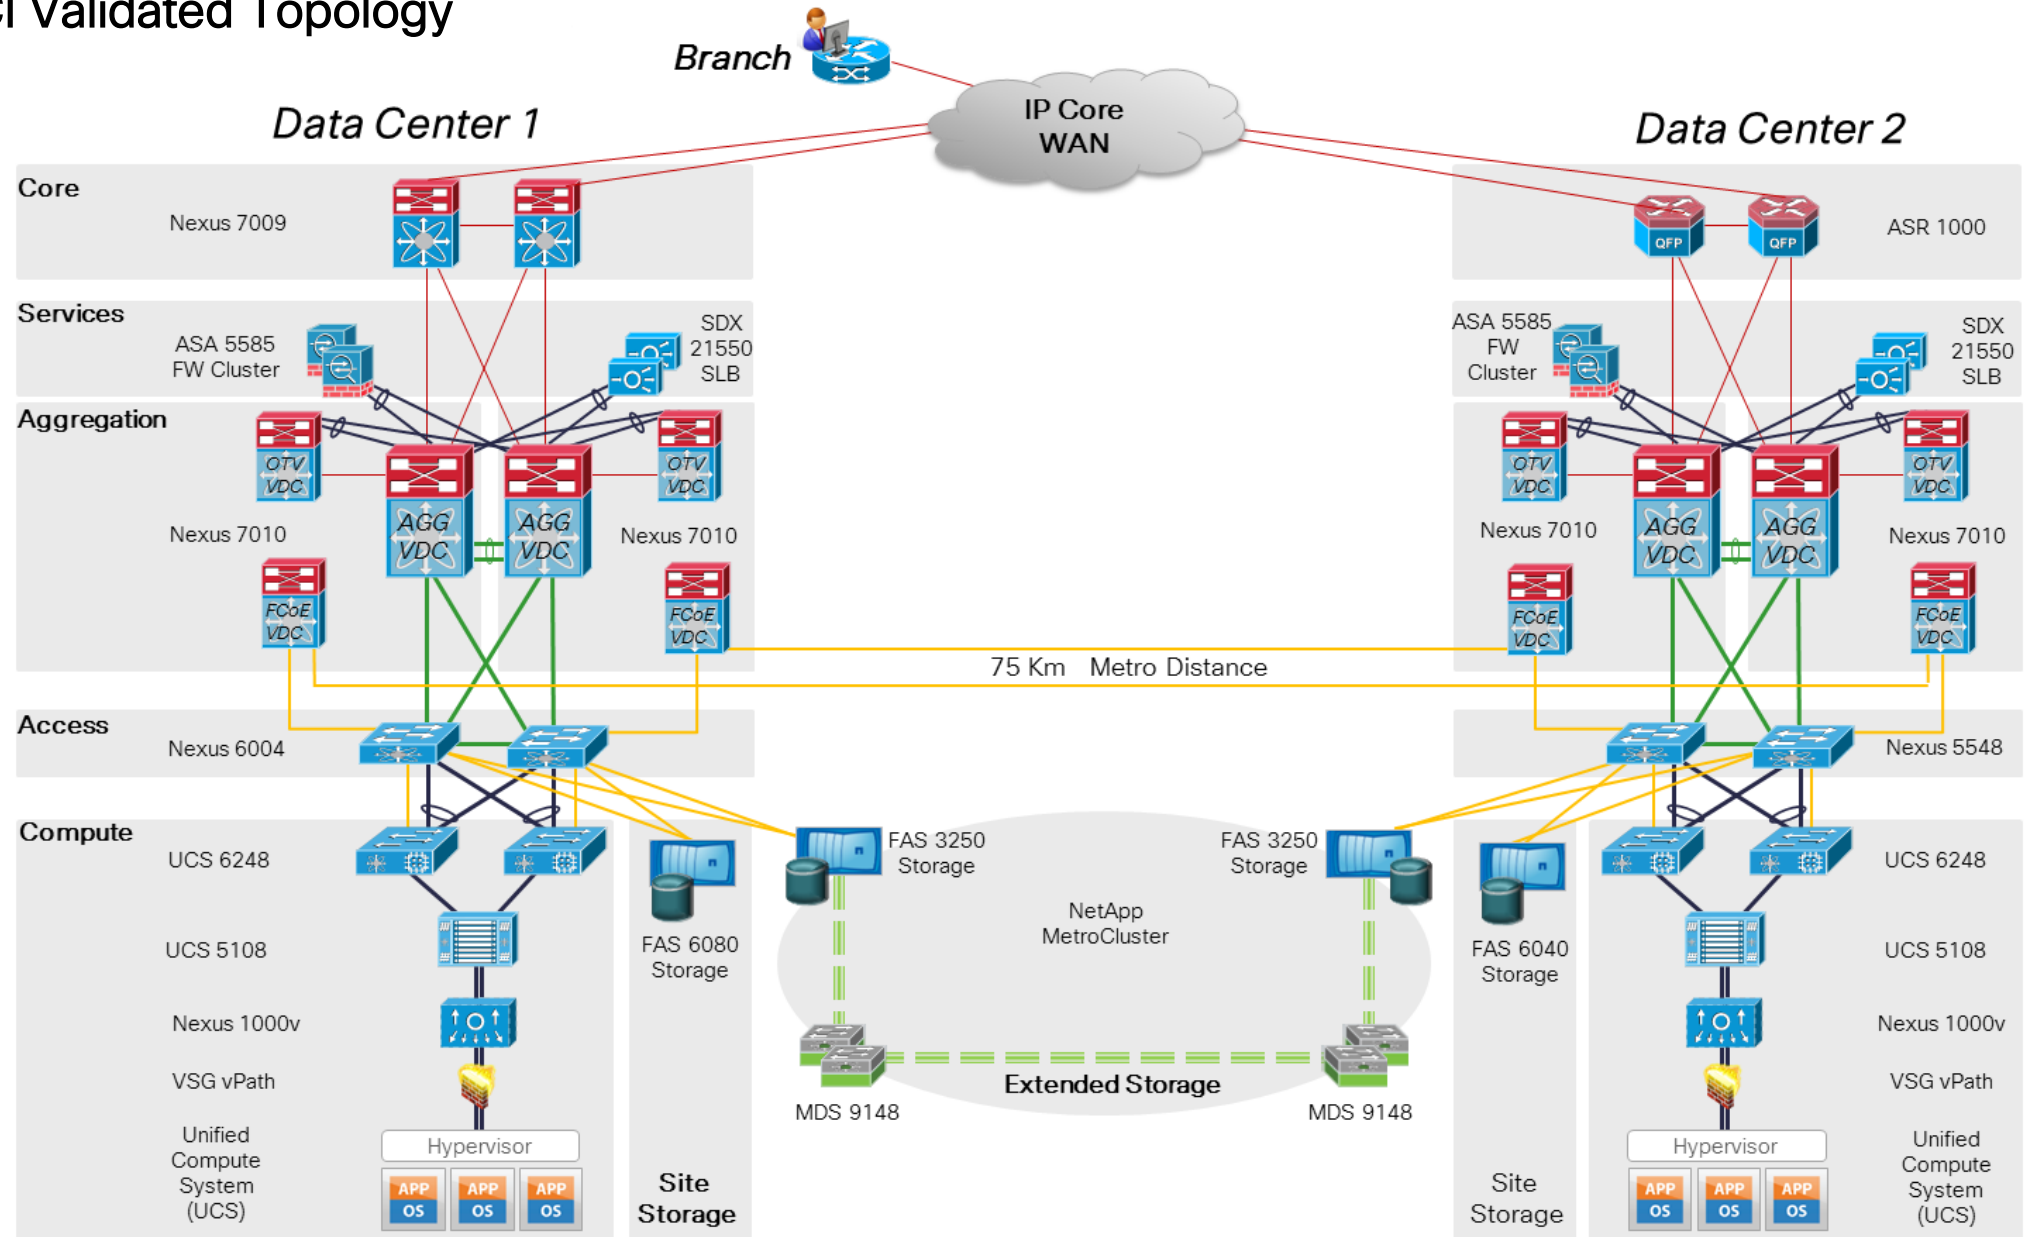 CI Validated Topology
Branch
IP Core
WAN
Data Center 1
Data Center 2
Core
Nexus 7009
QFP
QFP
ASR 1000
Services
ASA 5585
FW Cluster
SDX
21550
SLB
ASA 5585
FW
Cluster
SDX
21550
SLB
Aggregation
OTV
VDC
AGG
VDC
AGG
VDC
OTV
VDC
Nexus 7010
Nexus 7010
FCoE
VDC
FCoE
VDC
OTV
VDC
AGG
VDC
AGG
VDC
OTV
VDC
Nexus 7010
Nexus 7010
FCoE
VDC
FCoE
VDC
75 Km Metro Distance
Access
Nexus 6004
Nexus 5548
Compute
UCS 6248
UCS 5108
Nexus 1000v
VSG vPath
Unified
Compute
System
(UCS)
Hypervisor
APP
OS
APP
OS
APP
OS
n
FAS 6080
Storage
Site
Storage
n
FAS 3250
Storage
NetApp
MetroCluster
Extended Storage
MDS 9148
n
FAS 3250
Storage
MDS 9148
n
FAS 6040
Storage
Site
Storage
UCS 6248
UCS 5108
Nexus 1000v
VSG vPath
Unified
Compute
System
(UCS)
Hypervisor
APP
OS
APP
OS
APP
OS